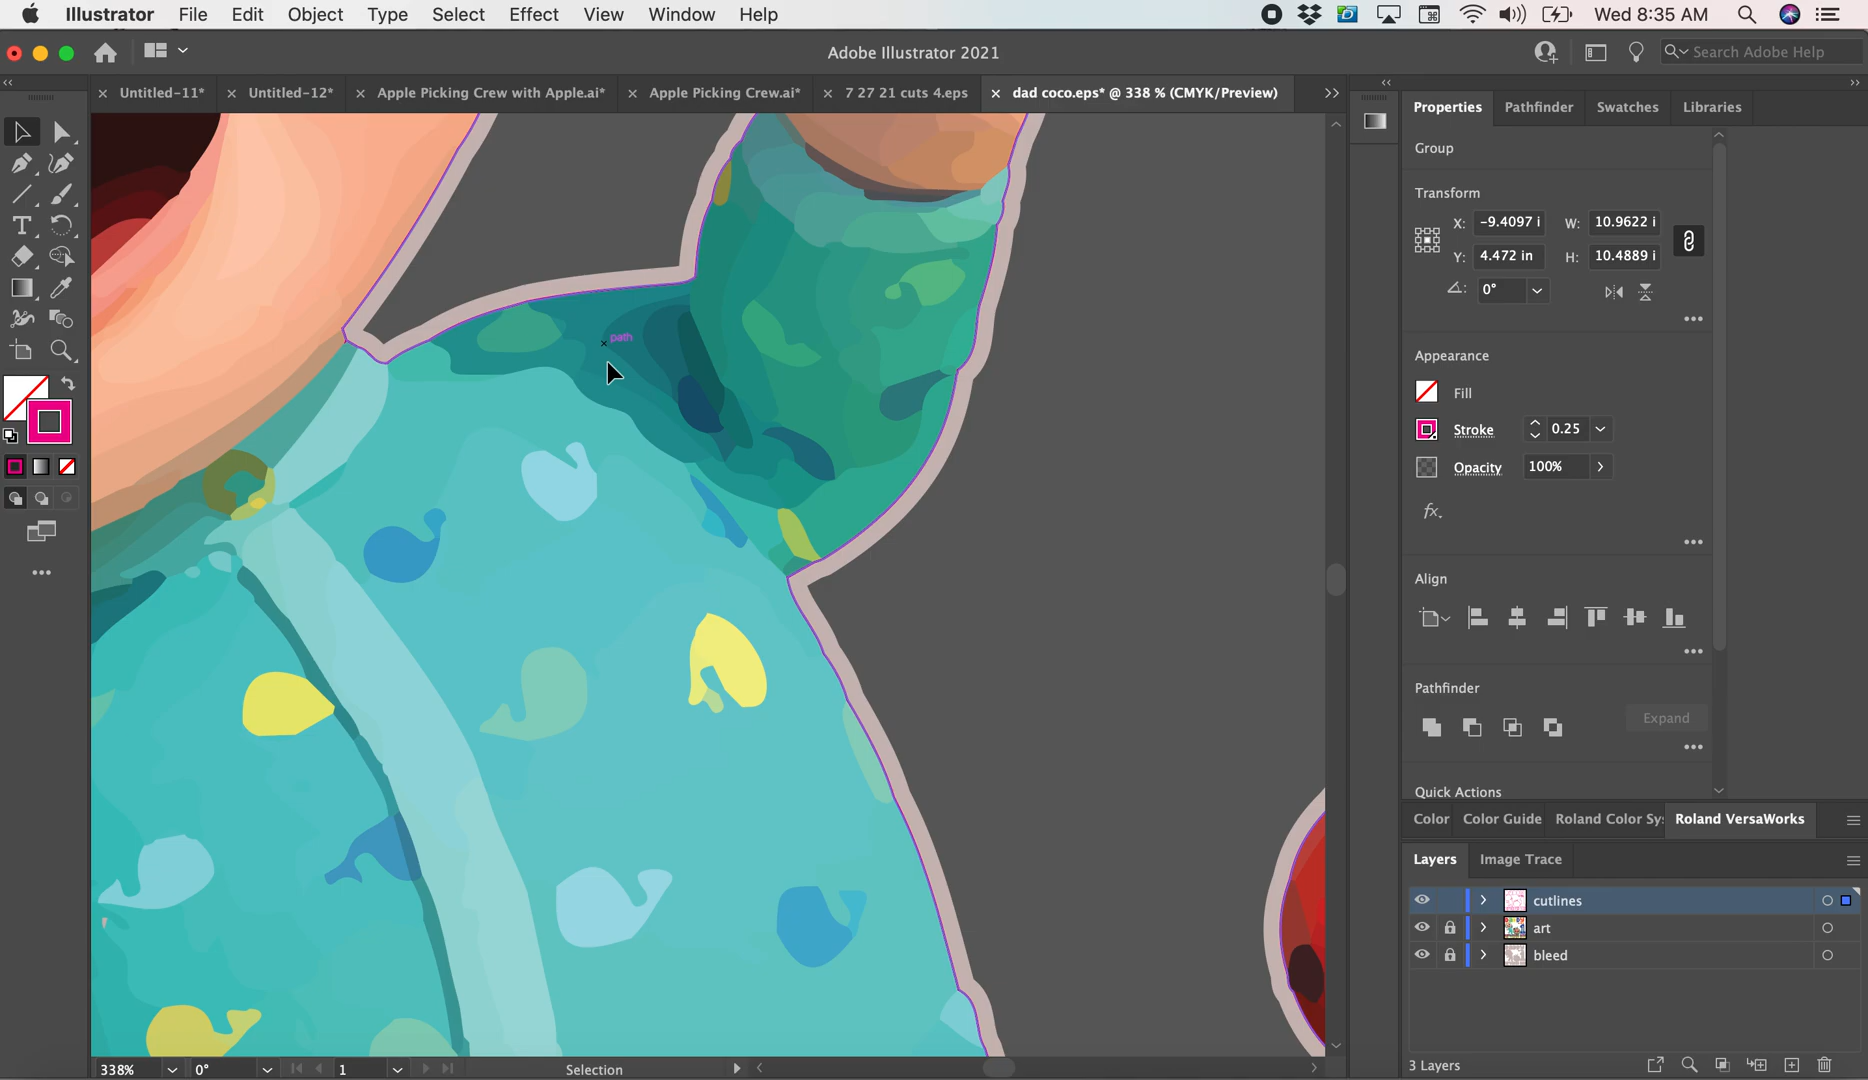 Illustrator File Edit Object Type Select Effect View Window Help Wed 8:35 AM
Adobe Illustrator 2021 Search Adobe Help
Untitled-11* Untitled-12* Apple Picking Crew with Apple.ai* Apple Picking Crew.ai* 7 27 21 cuts 4.eps dad coco.eps* @ 338 % (CMYK/Preview)
Properties Pathfinder Swatches Libraries
Group
Transform
X: -9.4097 i W: 10.9622 i
Y: 4.472 in H: 10.4889 i
0°
path
Appearance
Fill
Stroke 0.25
Opacity 100%
fx.
Align
Pathfinder
Expand
Quick Actions
Color Color Guide Roland Color Sy: Roland VersaWorks
Layers Image Trace
cutlines
art
bleed
3 Layers
338% 0° 1 Selection